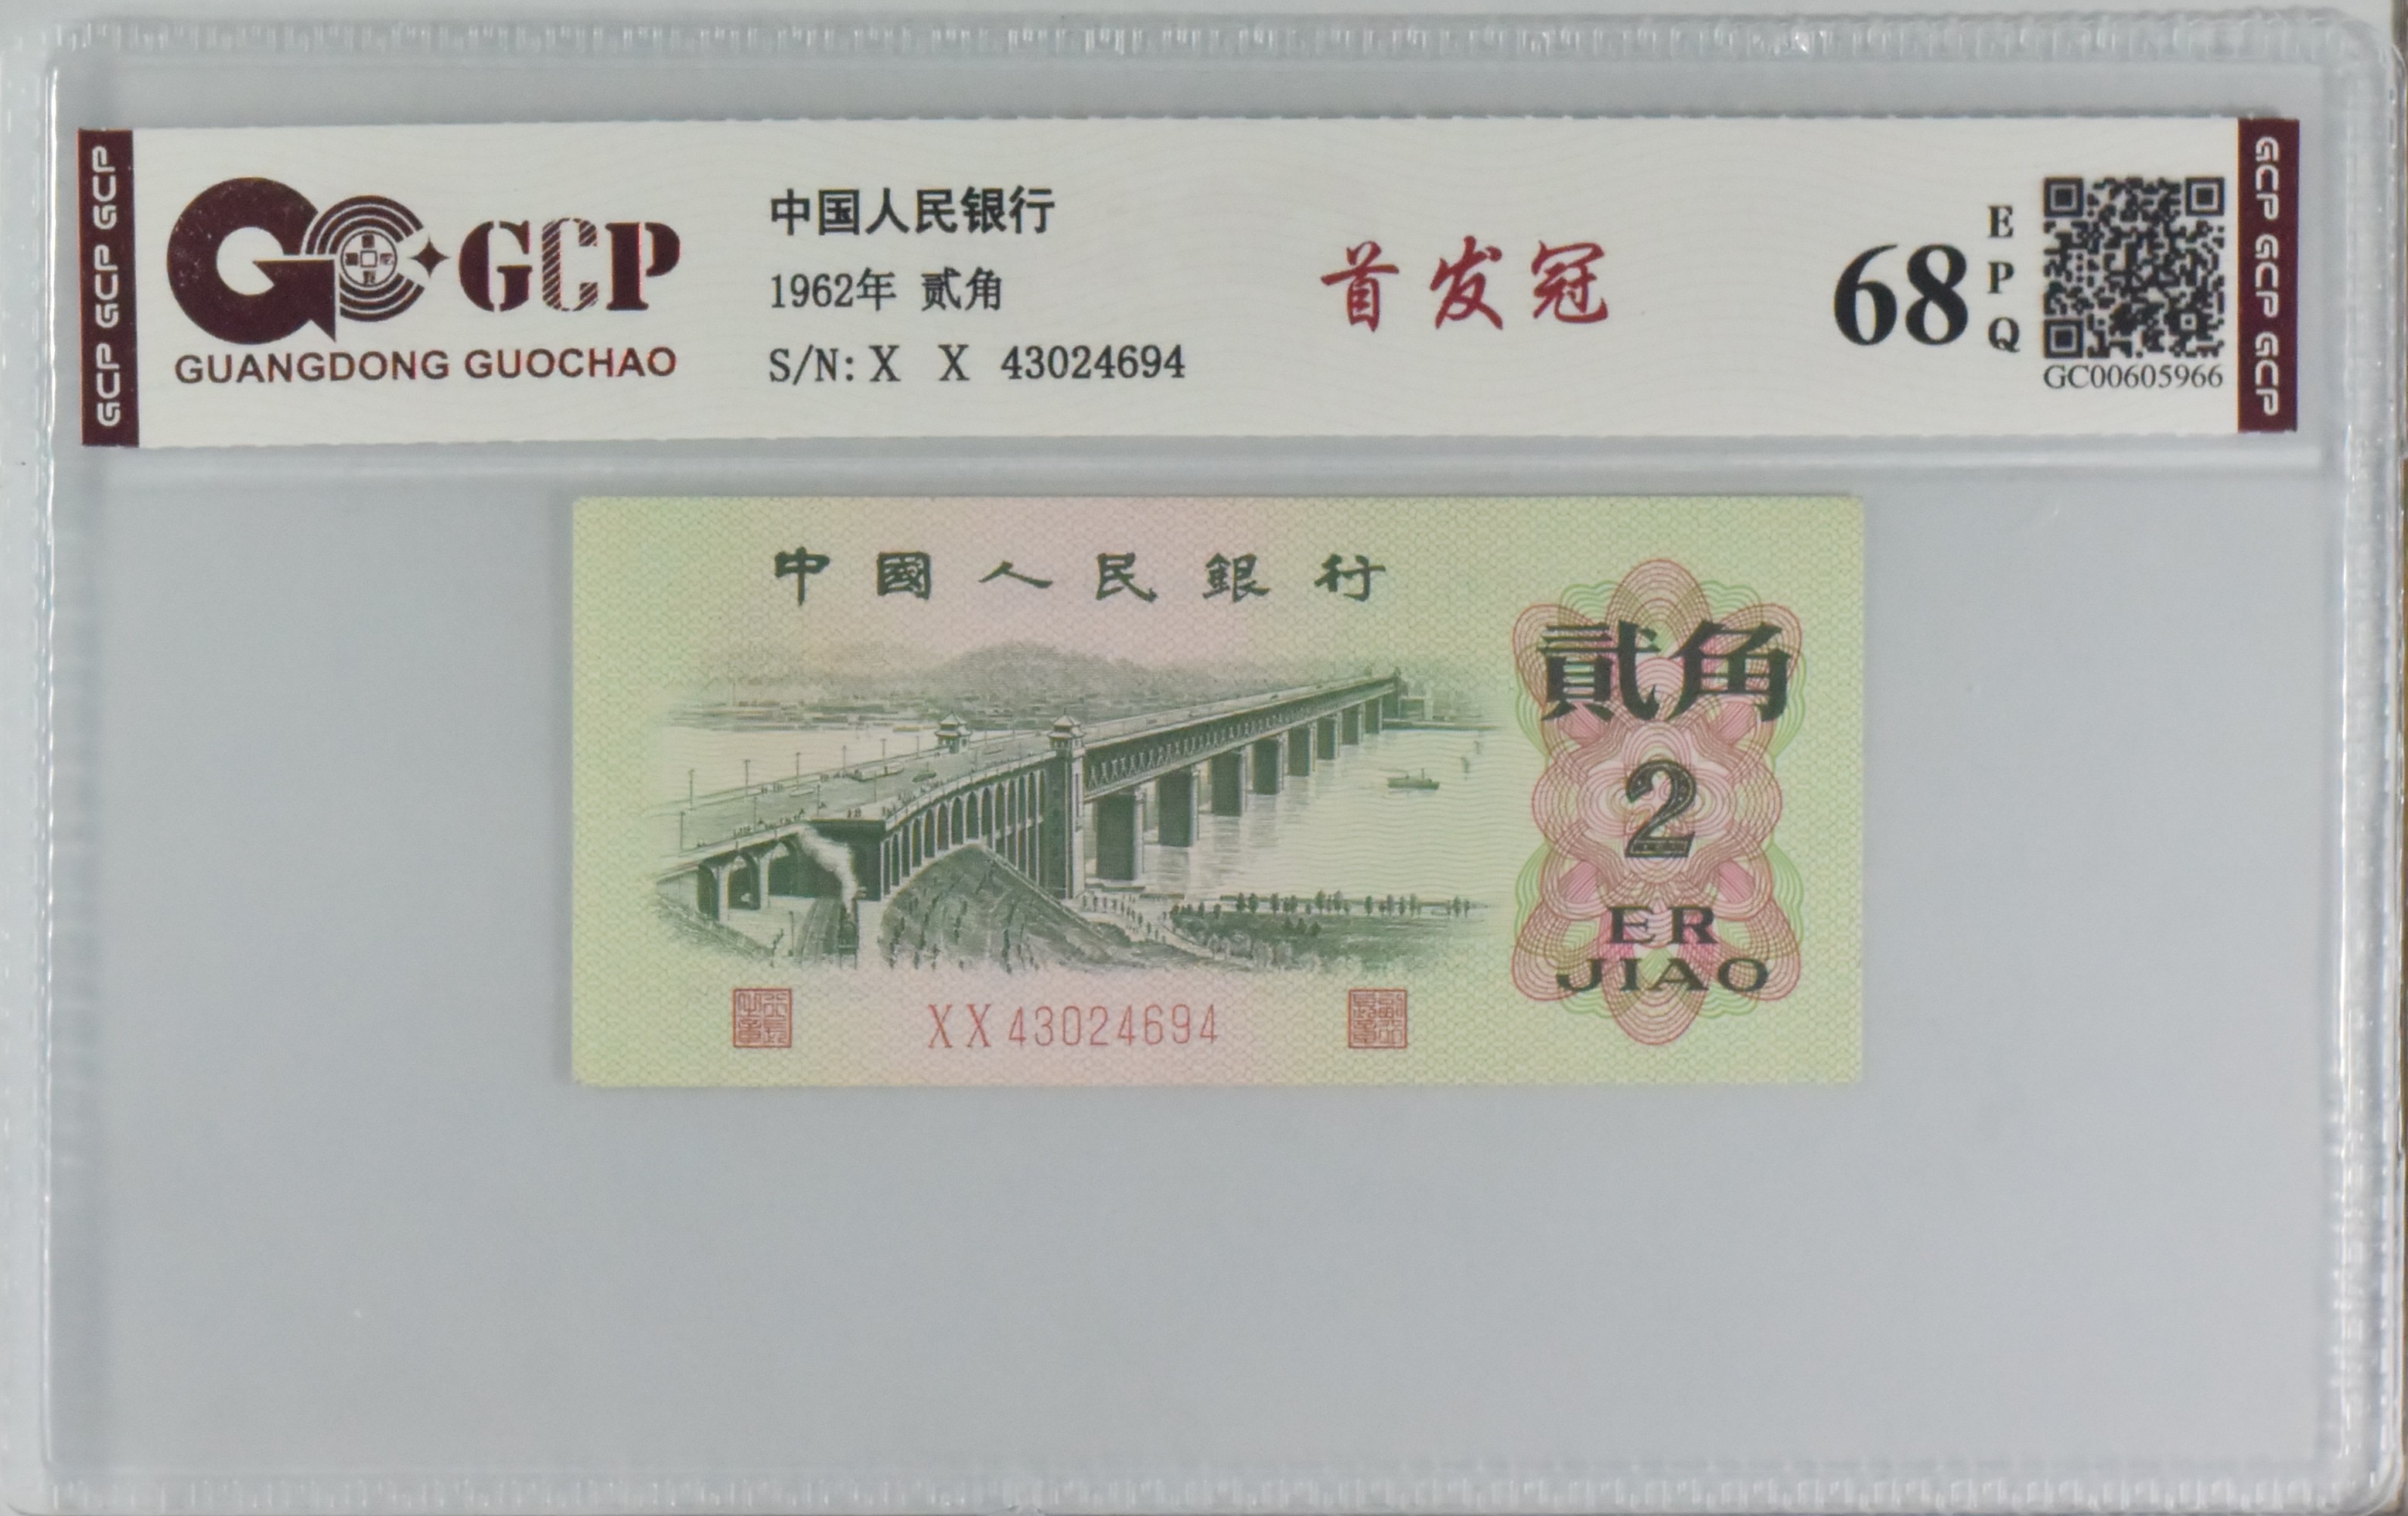 GCP GCP GCP
GCP
GUANGDONG GUOCHAO
中国人民银行
1962年 贰角
S/N: X X 43024694
首发冠
68
EPQ
GC00605966
GCP GCP GCP
中國人民銀行
貳角
2
ER
JIAO
XX43024694